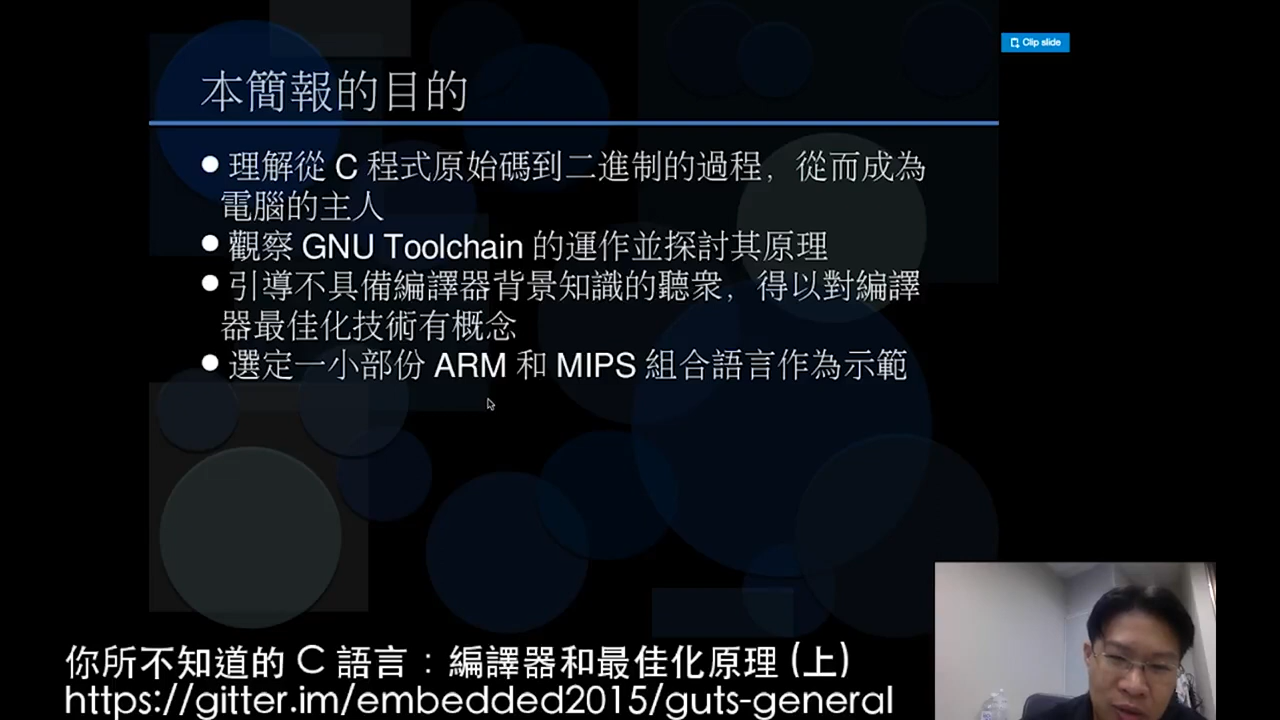 Clip slide
本簡報的目的
理解從 C 程式原始碼到二進制的過程，從而成為
電腦的主人
觀察 GNU Toolchain 的運作並探討其原理
引導不具備編譯器背景知識的聽衆，得以對編譯
器最佳化技術有概念
選定一小部份 ARM 和 MIPS 組合語言作為示範
你所不知道的 C 語言：編譯器和最佳化原理 (上)
https://gitter.im/embedded2015/guts-general